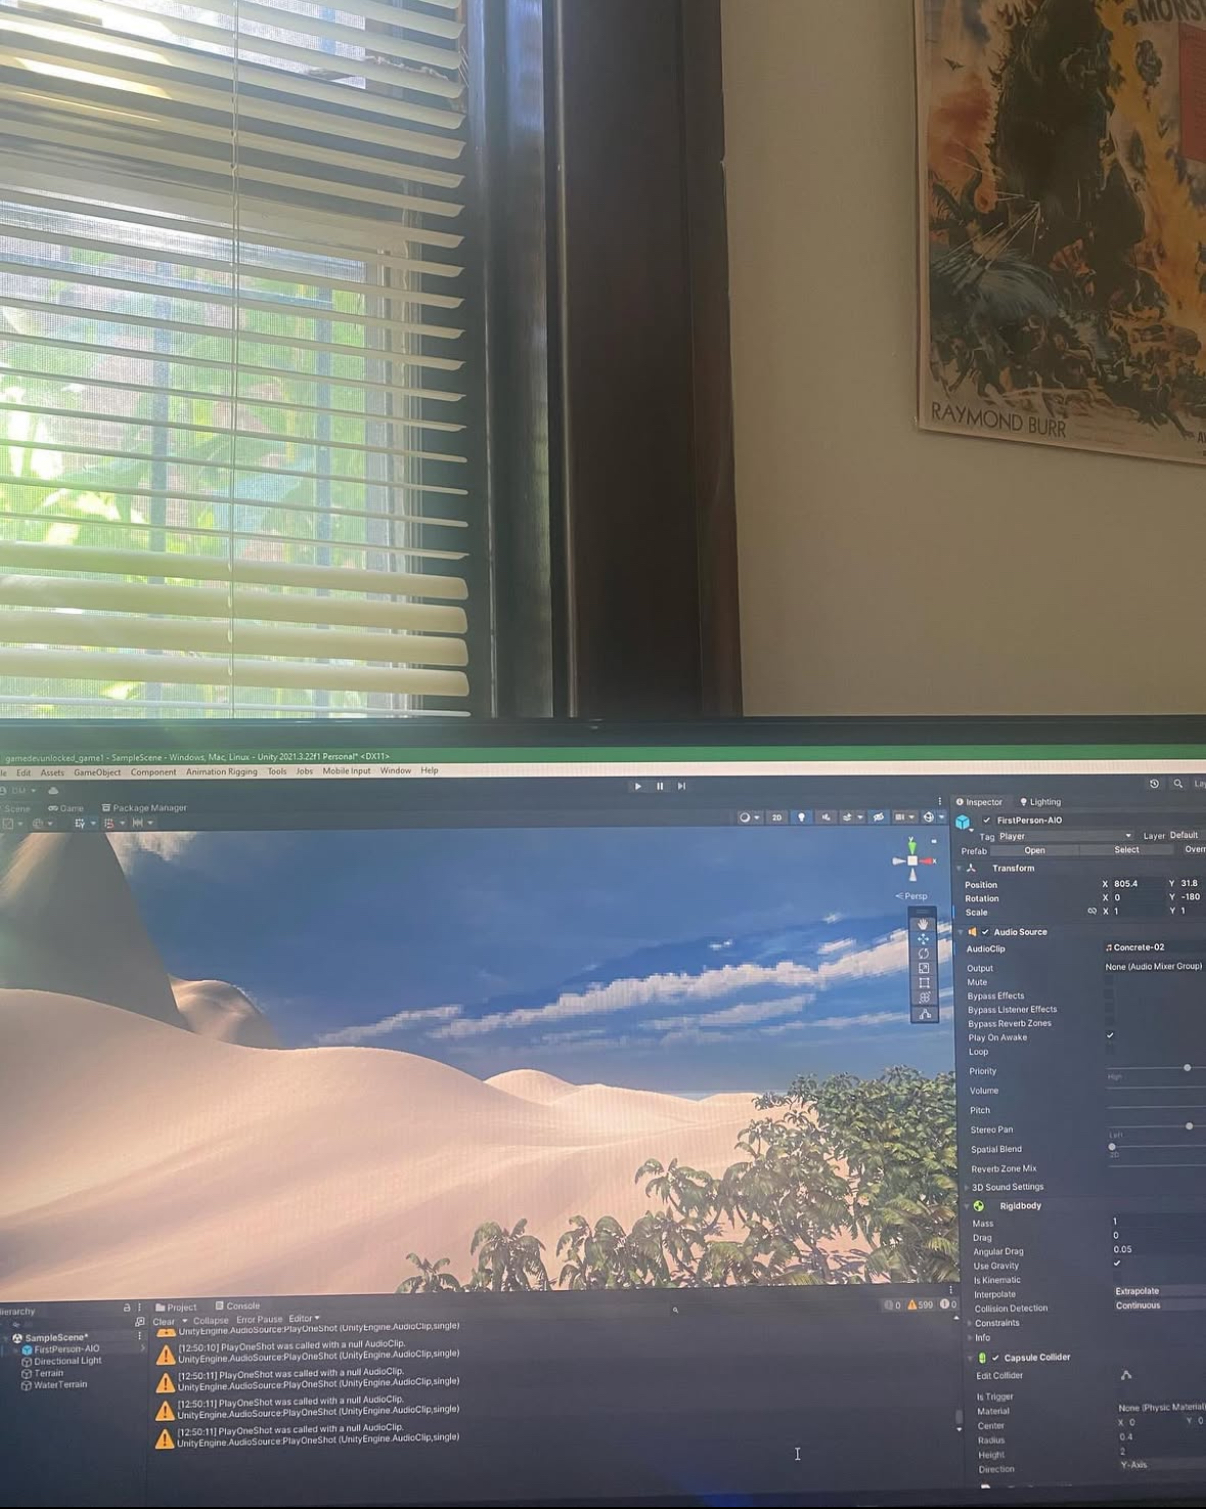 MONS
RAYMOND BURR
gamedevunlocked_game1 - SampleScene - Windows, Mac, Linux - Unity 2021.3.22f1 Personal* <DX11>
le Edit Assets GameObject Component Animation Rigging Tools Jobs Mobile Input Window Help
DM
Lay
Scene Game Package Manager
Inspector Lighting
2D
FirstPerson-AIO
Tag Player Layer Default
Prefab Open Select Overr
Transform
Position X 805.4 Y 31.8
Rotation X 0 Y -180
Scale X 1 Y 1
Persp
Audio Source
AudioClip Concrete-02
Output None (Audio Mixer Group)
Mute
Bypass Effects
Bypass Listener Effects
Bypass Reverb Zones
Play On Awake
Loop
Priority
High
Volume
Pitch
Stereo Pan
Left
Spatial Blend
2D
Reverb Zone Mix
3D Sound Settings
Rigidbody
Mass 1
Drag 0
Angular Drag 0.05
Use Gravity
Is Kinematic
Interpolate Extrapolate
Collision Detection Continuous
Constraints
Info
Capsule Collider
Edit Collider
Is Trigger
Material None (Physic Material)
Center X 0 Y 0
Radius 0.4
Height 2
Direction Y-Axis
ierarchy
SampleScene*
FirstPerson-AIO
Directional Light
Terrain
WaterTerrain
Project Console
Clear Collapse Error Pause Editor
0 599 0
UnityEngine.AudioSource:PlayOneShot (UnityEngine.AudioClip,single)
[12:50:10] PlayOneShot was called with a null AudioClip.
UnityEngine.AudioSource:PlayOneShot (UnityEngine.AudioClip,single)
[12:50:11] PlayOneShot was called with a null AudioClip.
UnityEngine.AudioSource:PlayOneShot (UnityEngine.AudioClip,single)
[12:50:11] PlayOneShot was called with a null AudioClip.
UnityEngine.AudioSource:PlayOneShot (UnityEngine.AudioClip,single)
[12:50:11] PlayOneShot was called with a null AudioClip.
UnityEngine.AudioSource:PlayOneShot (UnityEngine.AudioClip,single)